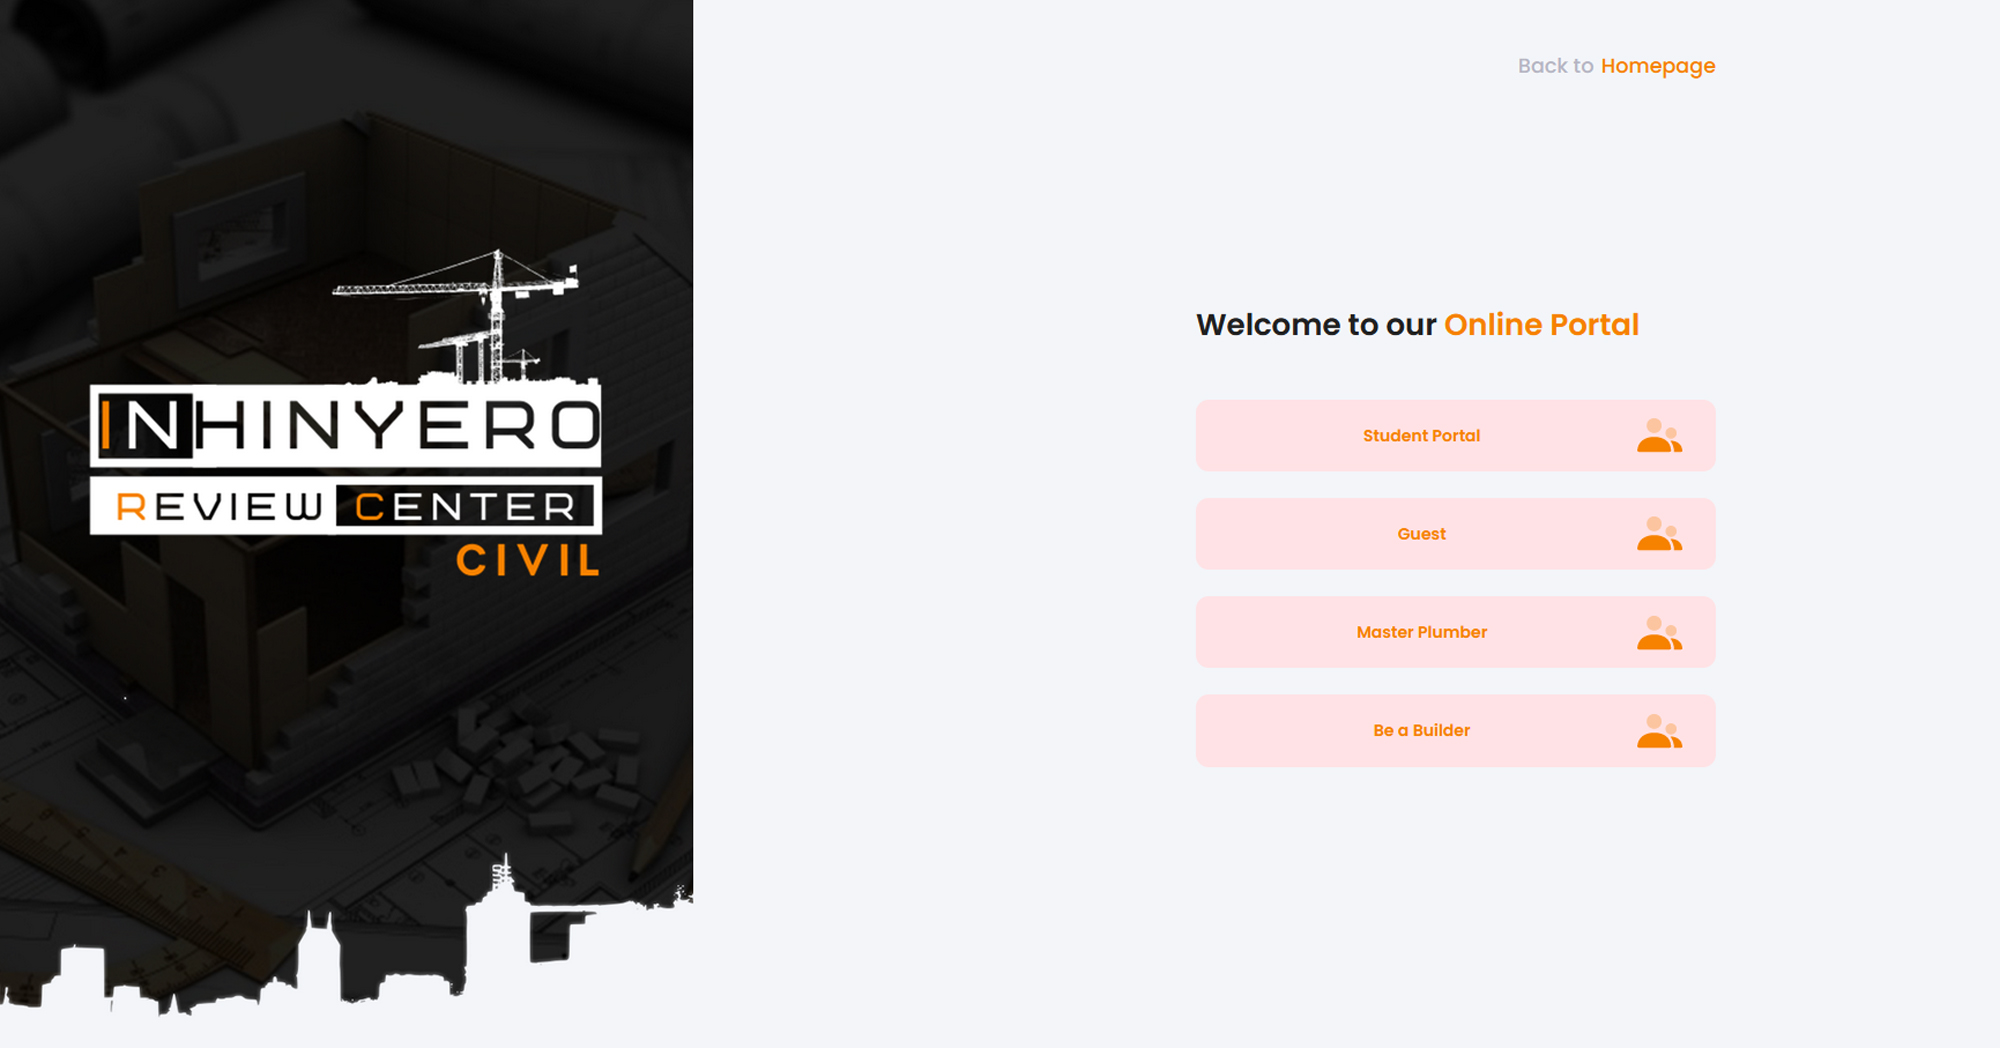 INHINYERO
REVIEW CENTER
CIVIL
Back to Homepage
Welcome to our Online Portal
Student Portal
Guest
Master Plumber
Be a Builder